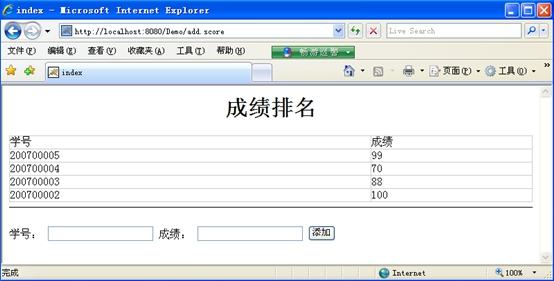 index - Microsoft Internet Explorer
http://localhost:8080/Demo/add.score
Live Search
文件(F) 编辑(E) 查看(V) 收藏夹(A) 工具(T) 帮助(H)
index
页面(P) 工具(O)
成绩排名
学号 成绩
200700005 99
200700004 70
200700003 88
200700002 100
学号： 成绩： 添加
完成 Internet 100%